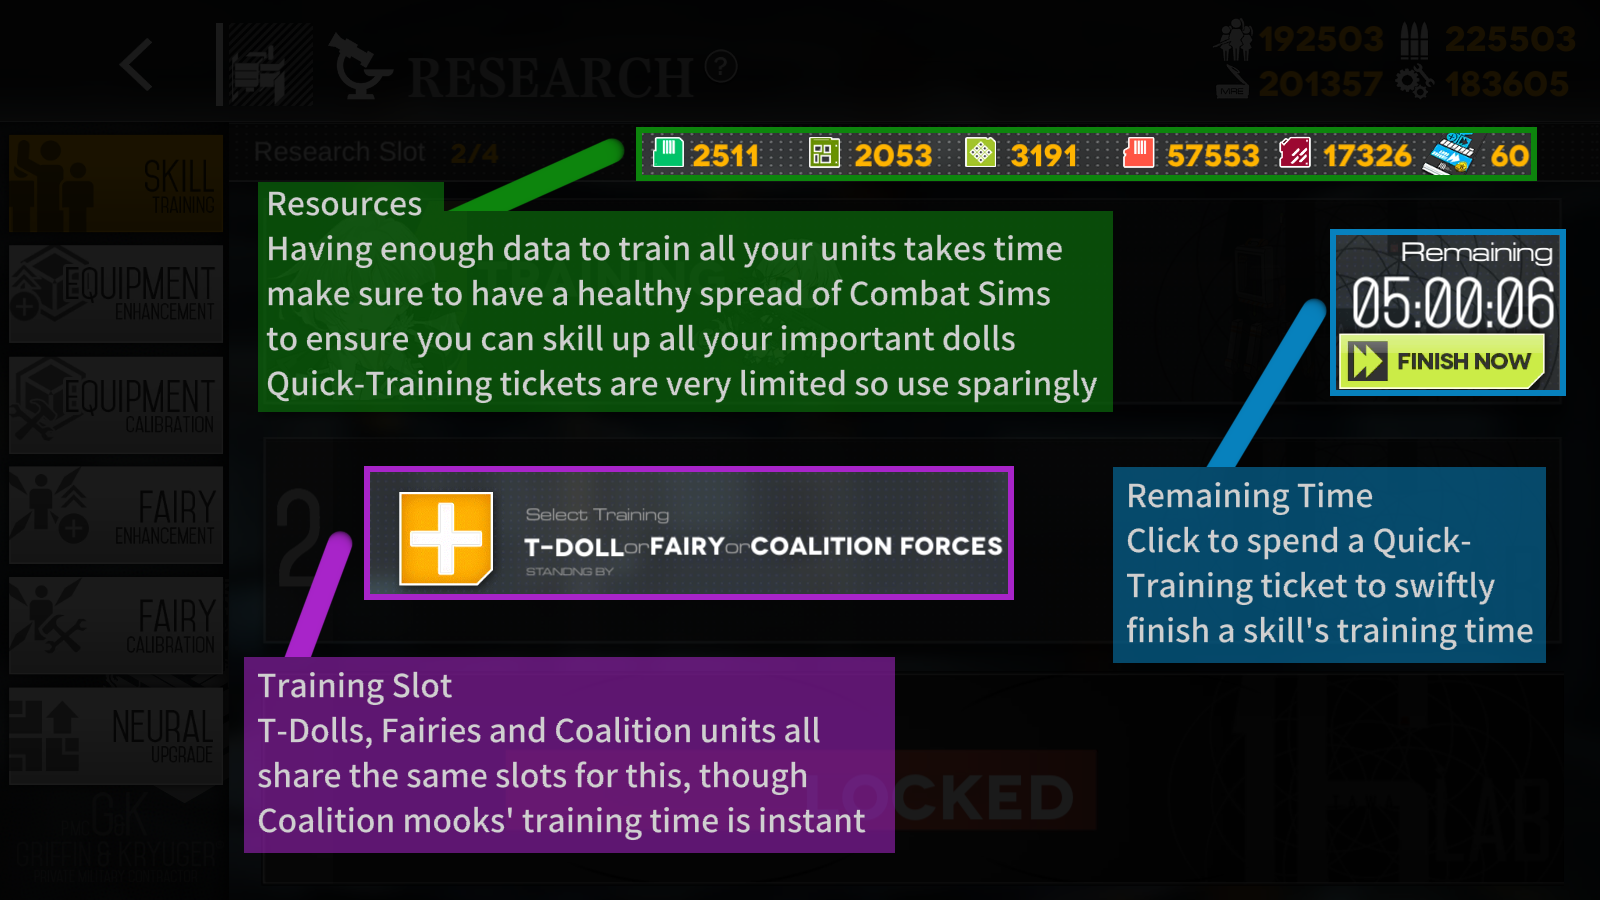 RESEARCH ?
192503 225503
MRE 201357 183605
Research Slot 2/4
2511 2053 3191 57553 17326 60
SKILL
TRAINING
EQUIPMENT
ENHANCEMENT
EQUIPMENT
CALIBRATION
FAIRY
ENHANCEMENT
FAIRY
CALIBRATION
NEURAL
UPGRADE
G&K
GRIFFIN & KRYUGER
Resources
Having enough data to train all your units takes time
make sure to have a healthy spread of Combat Sims
to ensure you can skill up all your important dolls
Quick-Training tickets are very limited so use sparingly
Remaining
05:00:06
FINISH NOW
2
Select Training
T-DOLL or FAIRY or COALITION FORCES
STANDNG BY
Remaining Time
Click to spend a Quick-
Training ticket to swiftly
finish a skill's training time
Training Slot
T-Dolls, Fairies and Coalition units all
share the same slots for this, though
Coalition mooks' training time is instant
LOCKED
LAB